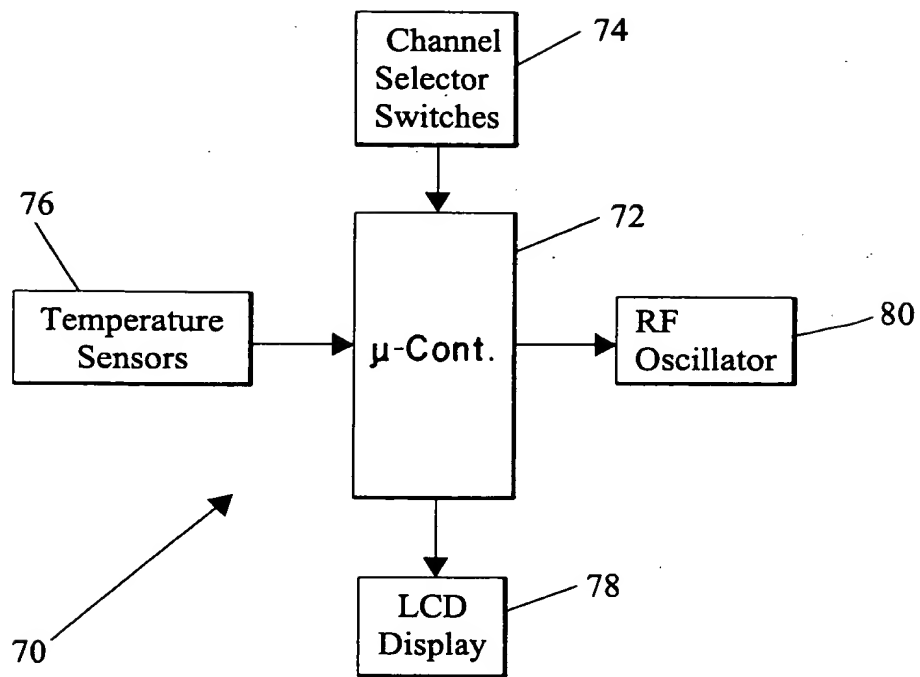 Channel
Selector
Switches
74
76
72
Temperature
Sensors
μ-Cont.
RF
Oscillator
80
LCD
Display
78
70